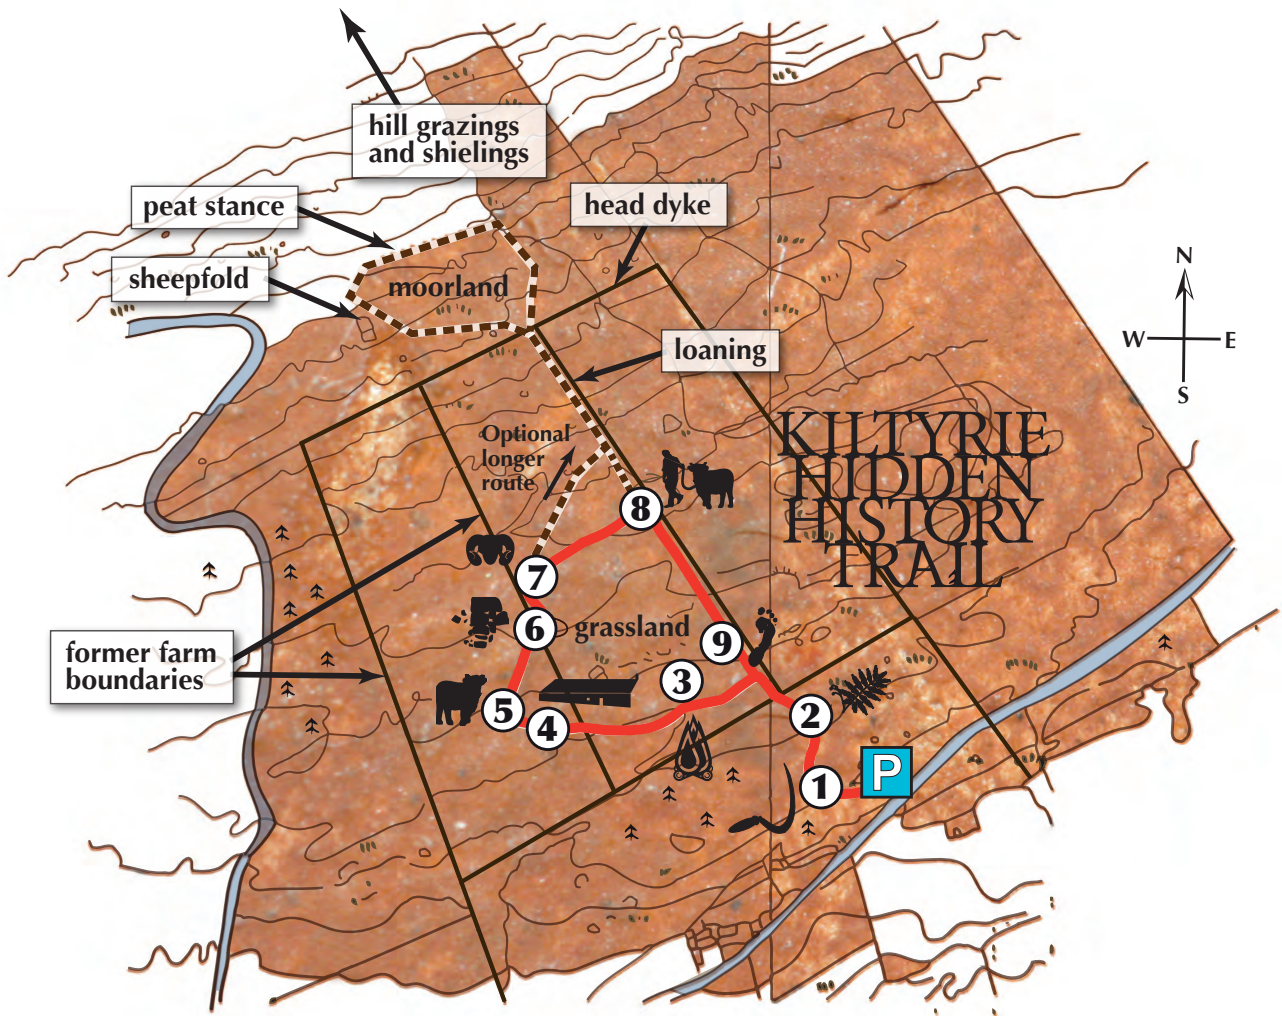 hill grazings
and shielings
peat stance
head dyke
sheepfold
moorland
N
W
E
S
loaning
KILTYRIE
HIDDEN
HISTORY
TRAIL
Optional
longer
route
8
7
6
grassland
9
former farm
boundaries
3
5
4
2
1
P